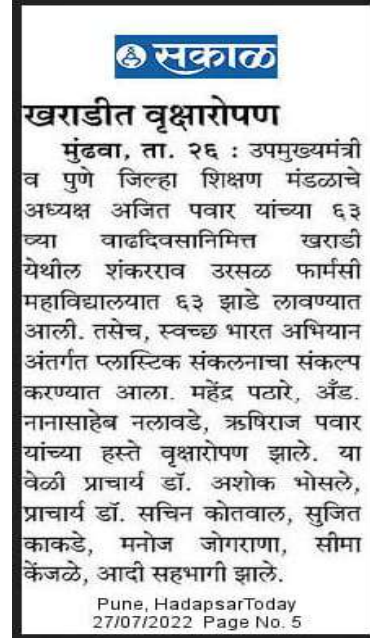 सकाळ
खराडीत वृक्षारोपण
मुंढवा, ता. २६ : उपमुख्यमंत्री
व पुणे जिल्हा शिक्षण मंडळाचे
अध्यक्ष अजित पवार यांच्या ६३
व्या वाढदिवसानिमित्त खराडी
येथील शंकरराव उरसळ फार्मसी
महाविद्यालयात ६३ झाडे लावण्यात
आली. तसेच, स्वच्छ भारत अभियान
अंतर्गत प्लास्टिक संकलनाचा संकल्प
करण्यात आला. महेंद्र पठारे, अँड.
नानासाहेब नलावडे, ऋषिराज पवार
यांच्या हस्ते वृक्षारोपण झाले. या
वेळी प्राचार्य डॉ. अशोक भोसले,
प्राचार्य डॉ. सचिन कोतवाल, सुजित
काकडे, मनोज जोगराणा, सीमा
केंजळे, आदी सहभागी झाले.
Pune, HadapsarToday
27/07/2022 Page No. 5